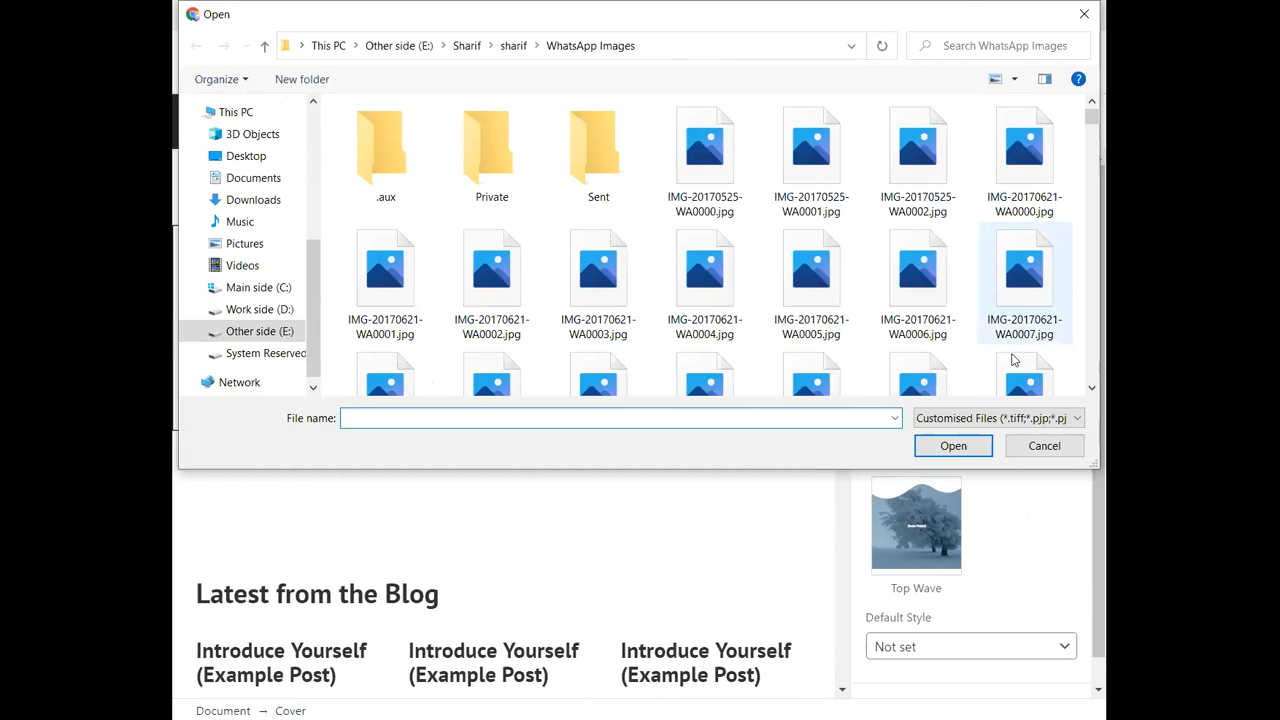 Open
This PC Other side (E:) Sharif sharif WhatsApp Images
Search WhatsApp Images
Organize New folder
This PC
3D Objects
Desktop
Documents
Downloads
Music
Pictures
Videos
Main side (C:)
Work side (D:)
Other side (E:)
System Reserved
Network
.aux
Private
Sent
IMG-20170525-
WA0000.jpg
IMG-20170525-
WA0001.jpg
IMG-20170525-
WA0002.jpg
IMG-20170621-
WA0000.jpg
IMG-20170621-
WA0001.jpg
IMG-20170621-
WA0002.jpg
IMG-20170621-
WA0003.jpg
IMG-20170621-
WA0004.jpg
IMG-20170621-
WA0005.jpg
IMG-20170621-
WA0006.jpg
IMG-20170621-
WA0007.jpg
File name:
Customised Files (*.tiff;*.pjp;*.pj
Open
Cancel
Top Wave
Default Style
Not set
Latest from the Blog
Introduce Yourself
(Example Post)
Introduce Yourself
(Example Post)
Introduce Yourself
(Example Post)
Document → Cover